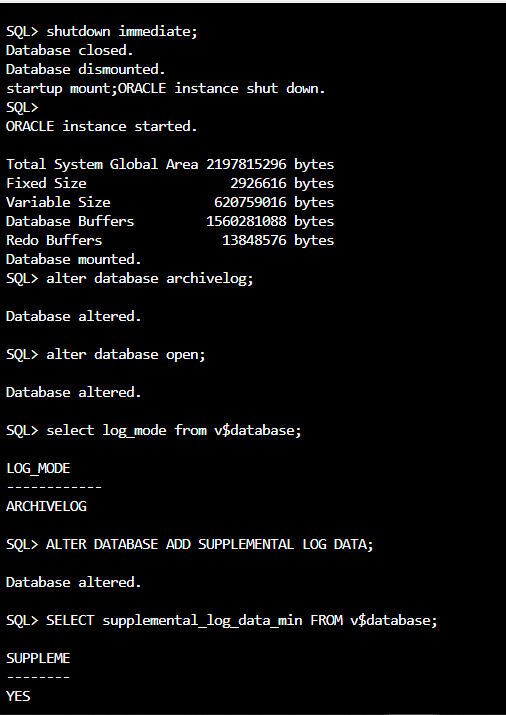 SQL> shutdown immediate;
Database closed.
Database dismounted.
startup mount;ORACLE instance shut down.
SQL>
ORACLE instance started.
Total System Global Area 2197815296 bytes
Fixed Size 2926616 bytes
Variable Size 620759016 bytes
Database Buffers 1560281088 bytes
Redo Buffers 13848576 bytes
Database mounted.
SQL> alter database archivelog;
Database altered.
SQL> alter database open;
Database altered.
SQL> select log_mode from v$database;
LOG_MODE
------------
ARCHIVELOG
SQL> ALTER DATABASE ADD SUPPLEMENTAL LOG DATA;
Database altered.
SQL> SELECT supplemental_log_data_min FROM v$database;
SUPPLEME
--------
YES